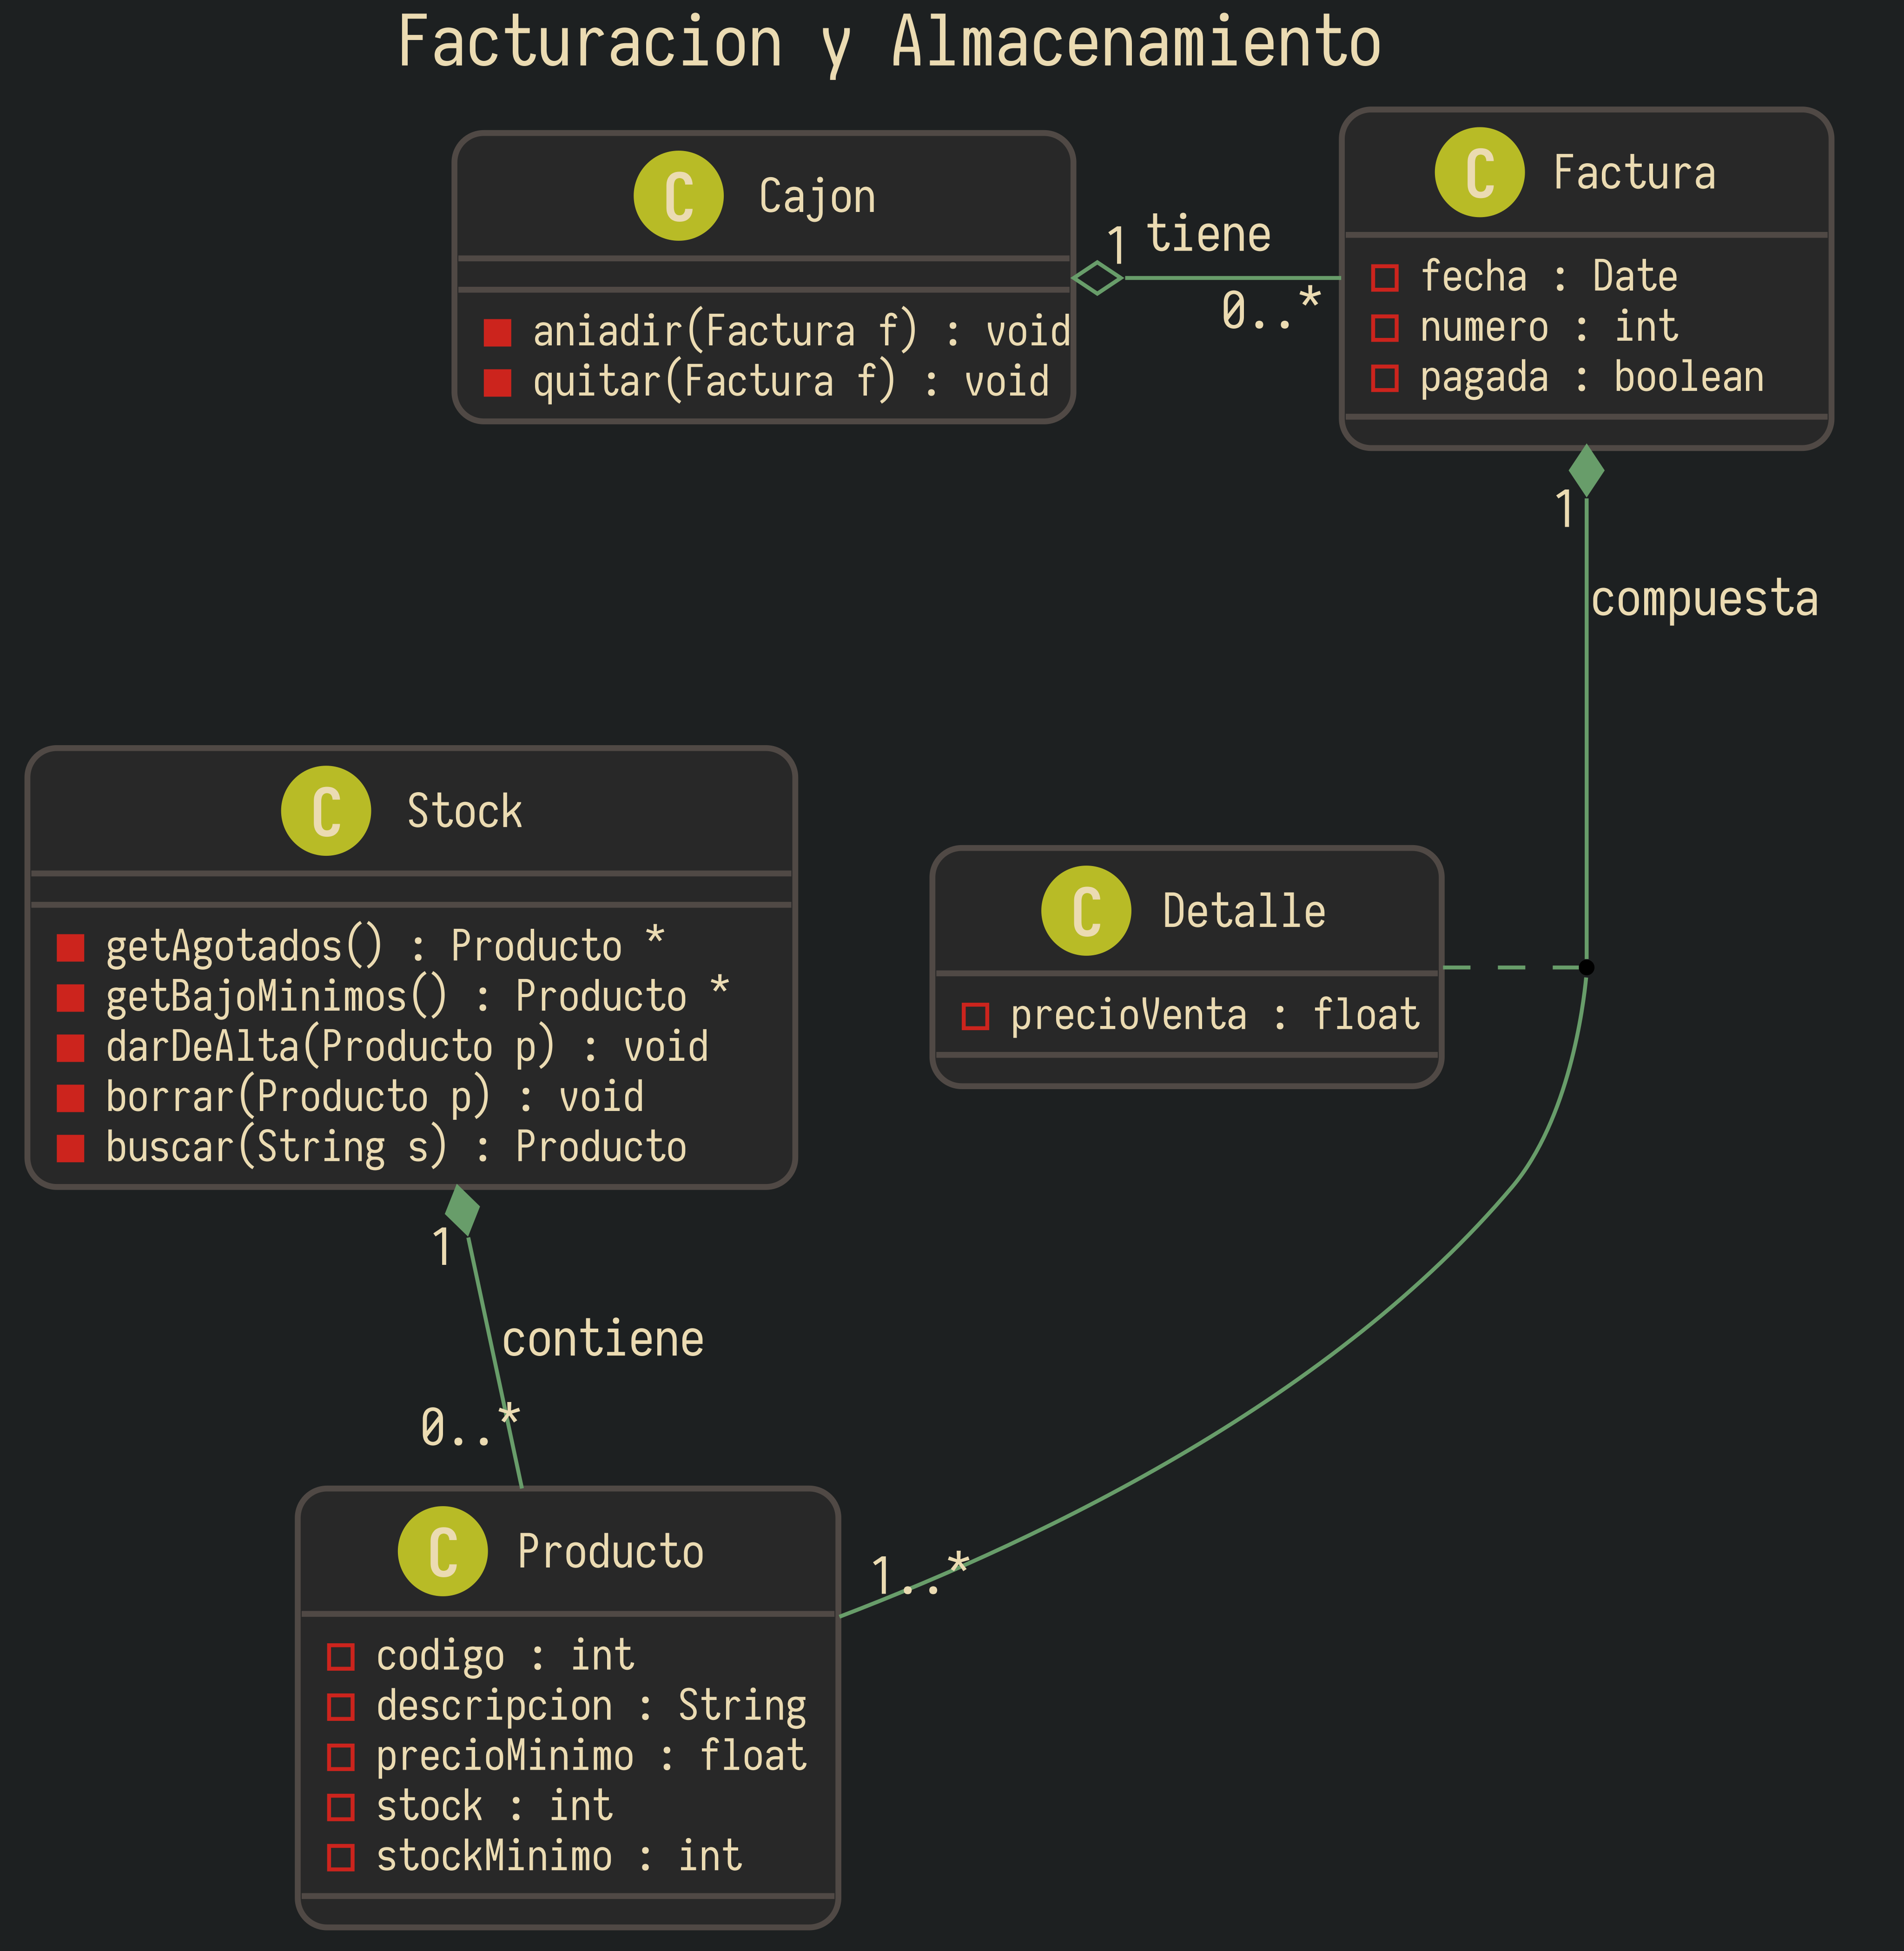 Facturacion y Almacenamiento
C Cajon
aniadir(Factura f) : void
quitar(Factura f) : void
1 tiene
0..*
C Factura
fecha : Date
numero : int
pagada : boolean
1
compuesta
C Stock
getAgotados() : Producto *
getBajoMinimos() : Producto *
darDeAlta(Producto p) : void
borrar(Producto p) : void
buscar(String s) : Producto
C Detalle
precioVenta : float
1
contiene
0..*
C Producto
1..*
codigo : int
descripcion : String
precioMinimo : float
stock : int
stockMinimo : int